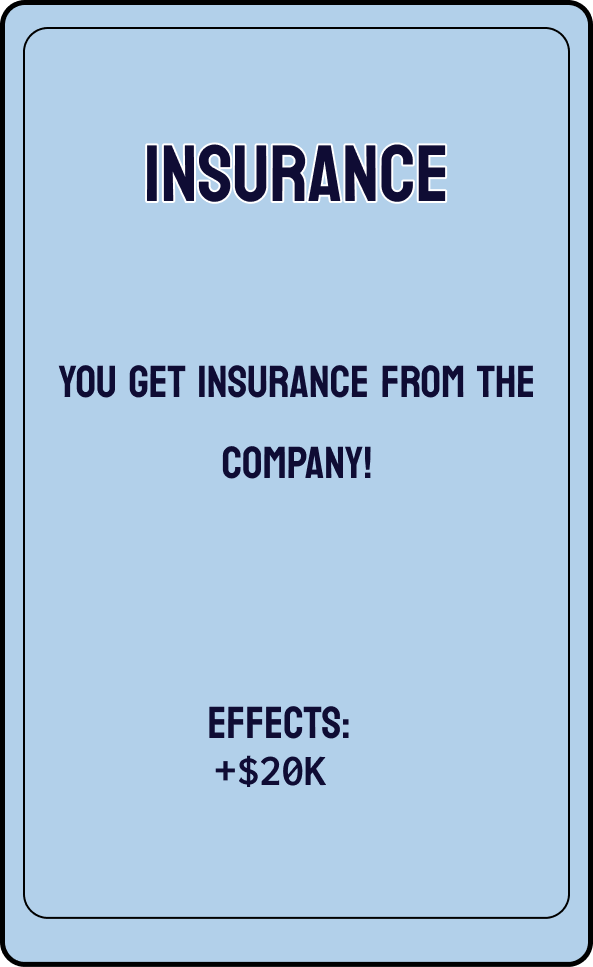 INSURANCE
YOU GET INSURANCE FROM THE
COMPANY!
EFFECTS:
+$20K